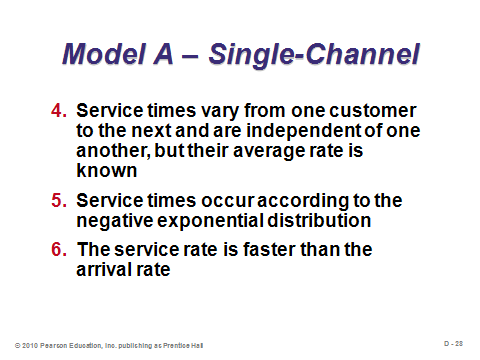 Model A – Single-Channel
4. Service times vary from one customer
to the next and are independent of one
another, but their average rate is
known
5. Service times occur according to the
negative exponential distribution
6. The service rate is faster than the
arrival rate
© 2010 Pearson Education, Inc. publishing as Prentice Hall
D - 28